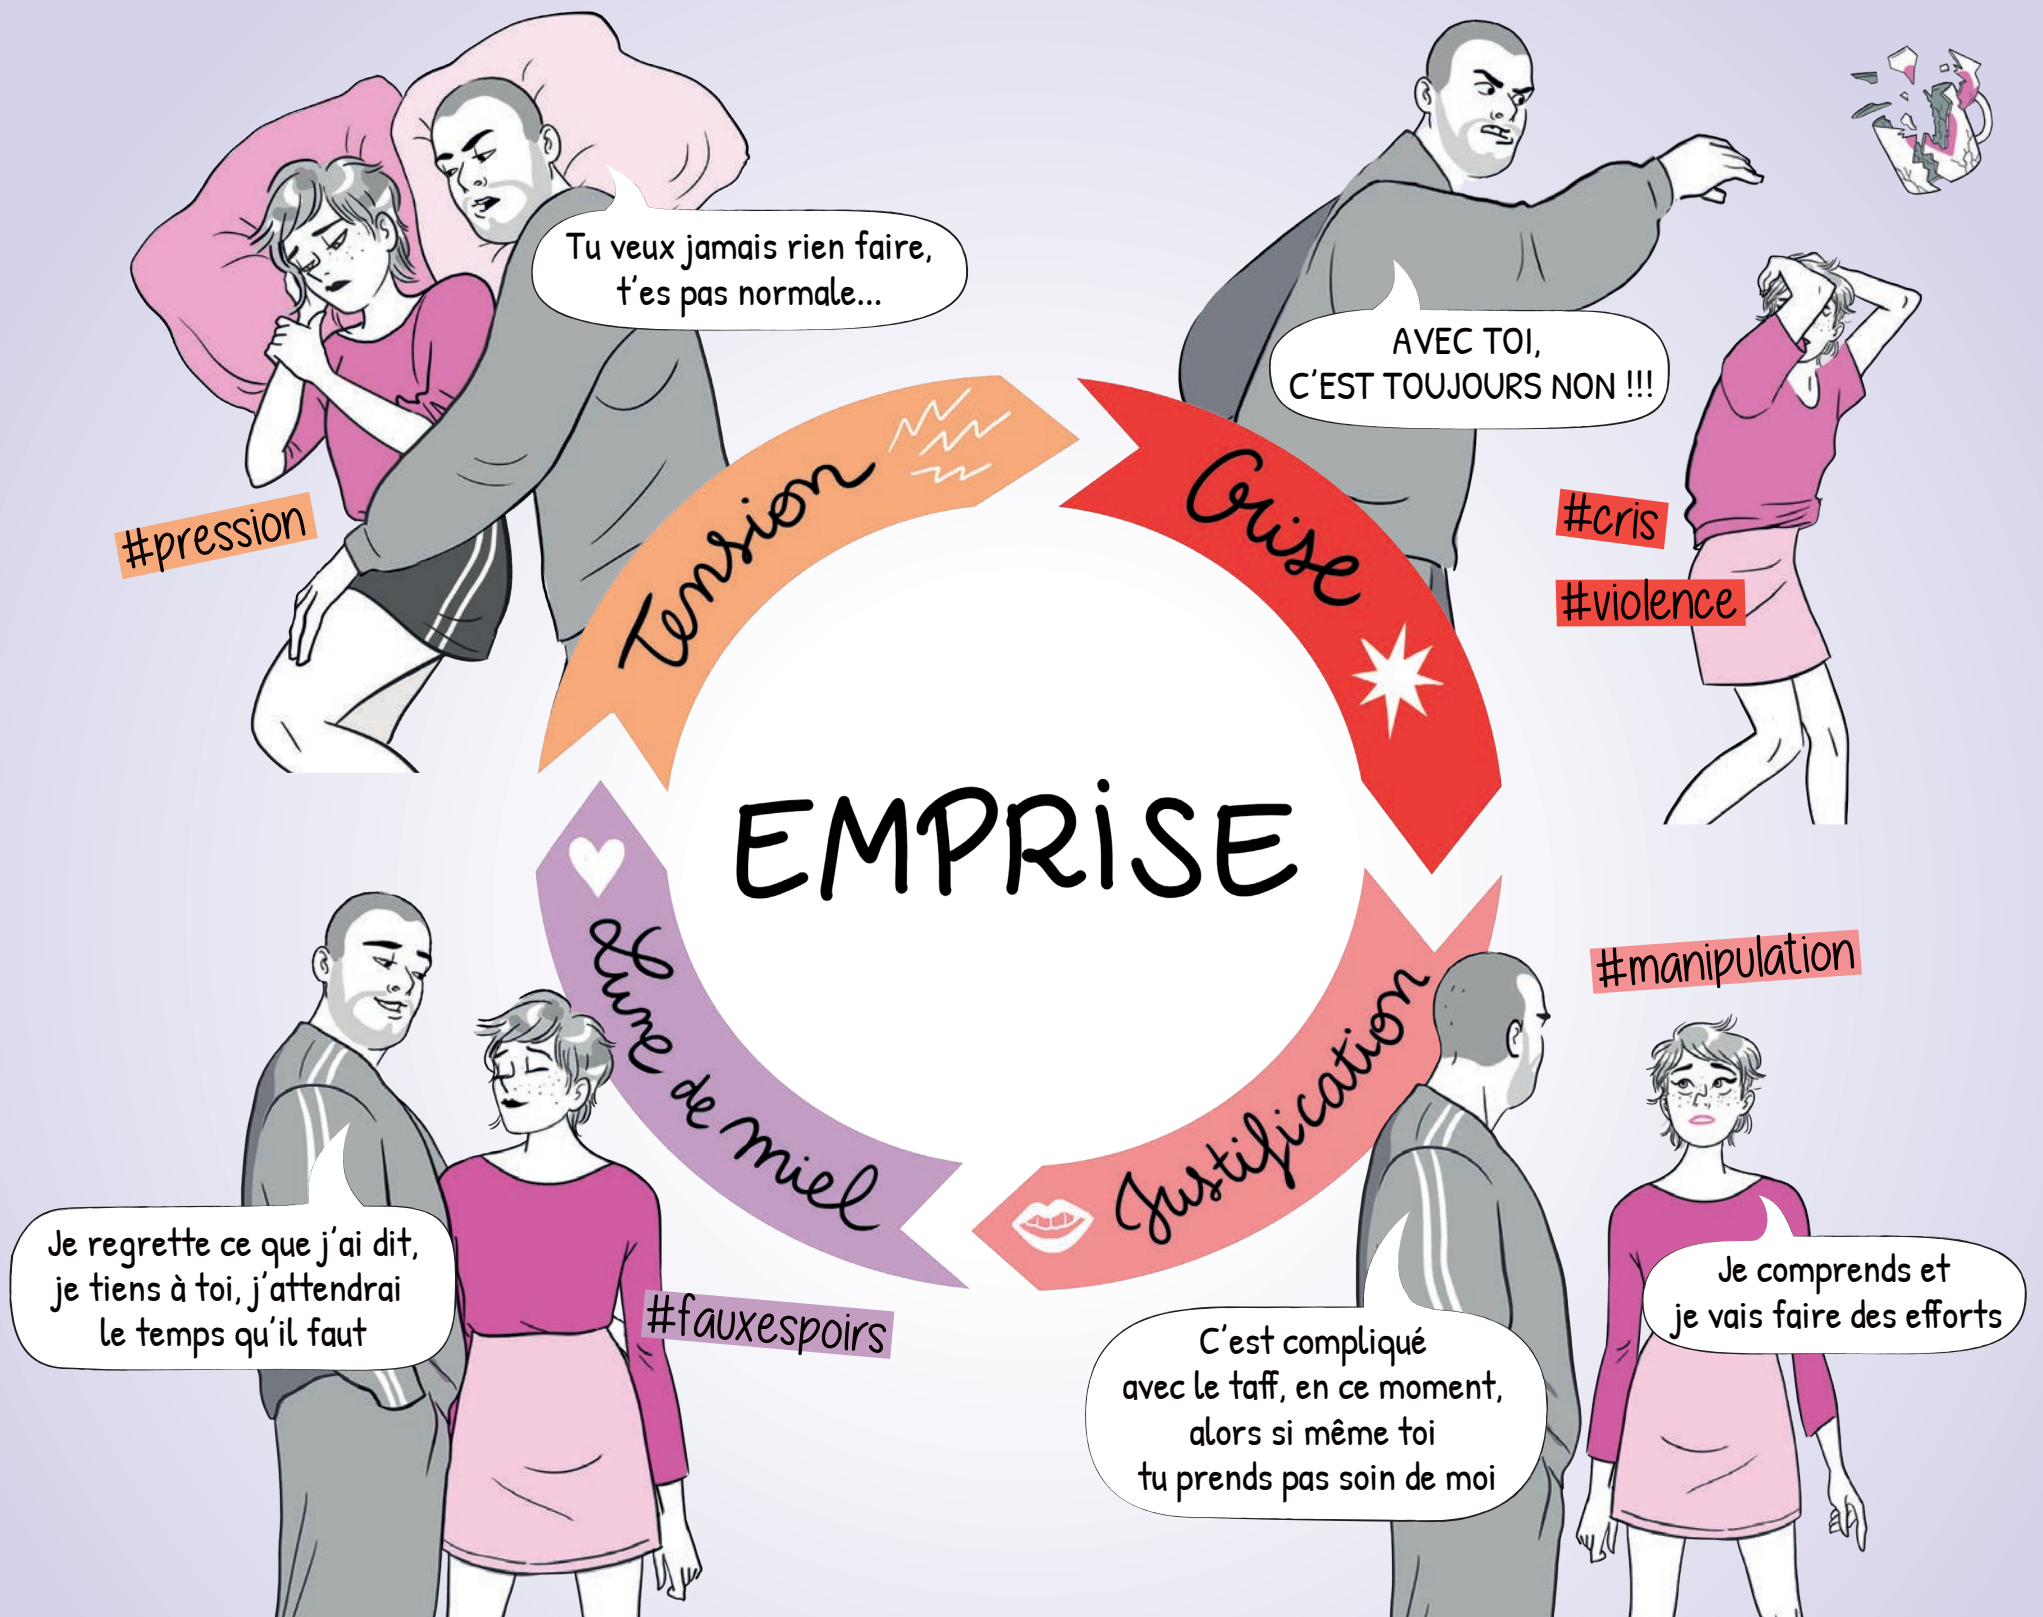 Tu veux jamais rien faire,
t'es pas normale...
#pression
Tension
AVEC TOI,
C'EST TOUJOURS NON !!!
Crise
#cris
#violence
EMPRISE
#manipulation
Justification
C'est compliqué
avec le taff, en ce moment,
alors si même toi
tu prends pas soin de moi
Je comprends et
je vais faire des efforts
Lune de miel
Je regrette ce que j'ai dit,
je tiens à toi, j'attendrai
le temps qu'il faut
#fauxespoirs